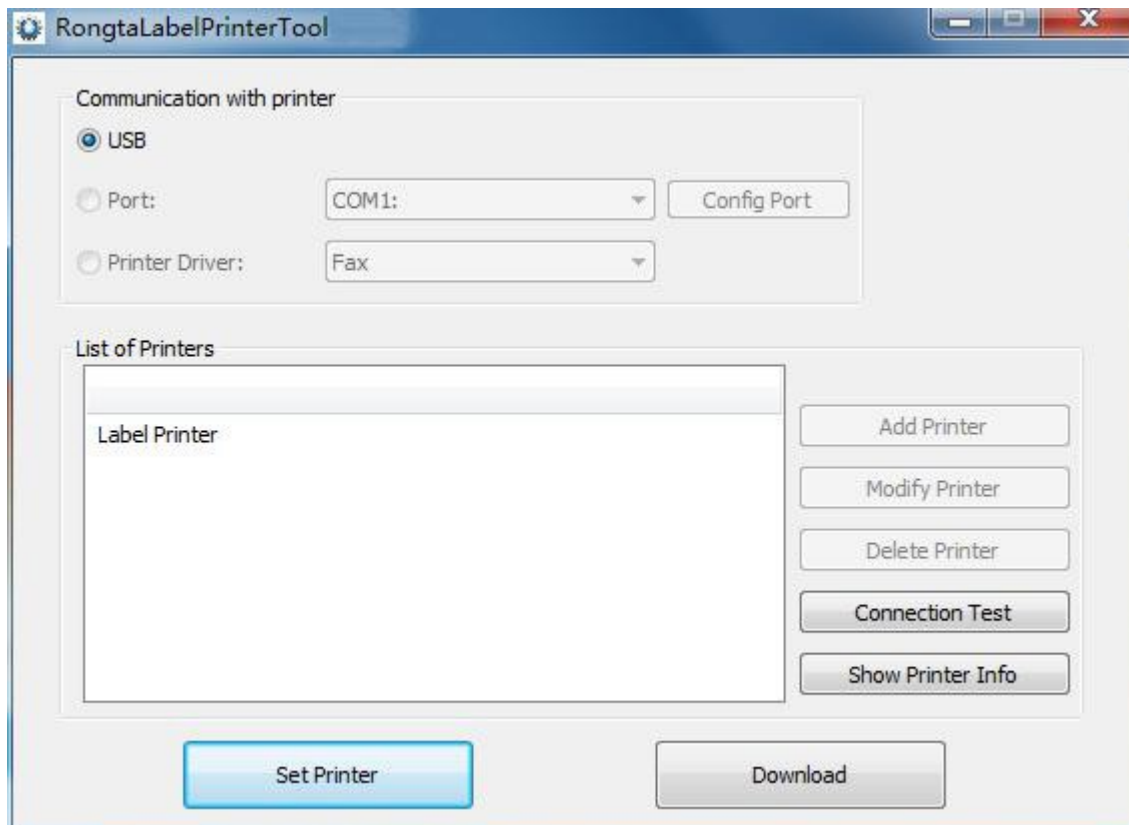 RongtaLabelPrinterTool
Communication with printer
USB
Port: COM1: Config Port
Printer Driver: Fax
List of Printers
Label Printer
Add Printer
Modify Printer
Delete Printer
Connection Test
Show Printer Info
Set Printer Download